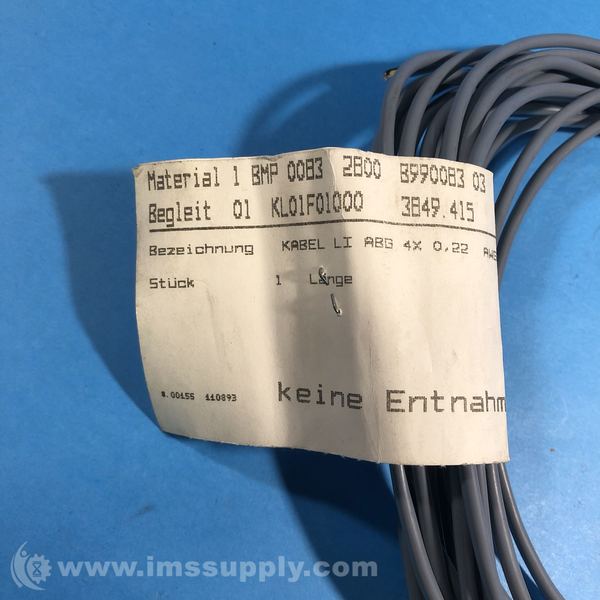 Material 1 BMP 0083 2800 B990083 03
Begleit 01 KL01F01000 3849.415
Bezeichnung KABEL LI ABG 4X 0,22
Stück 1 Länge
110893
keine
www.imssupply.com